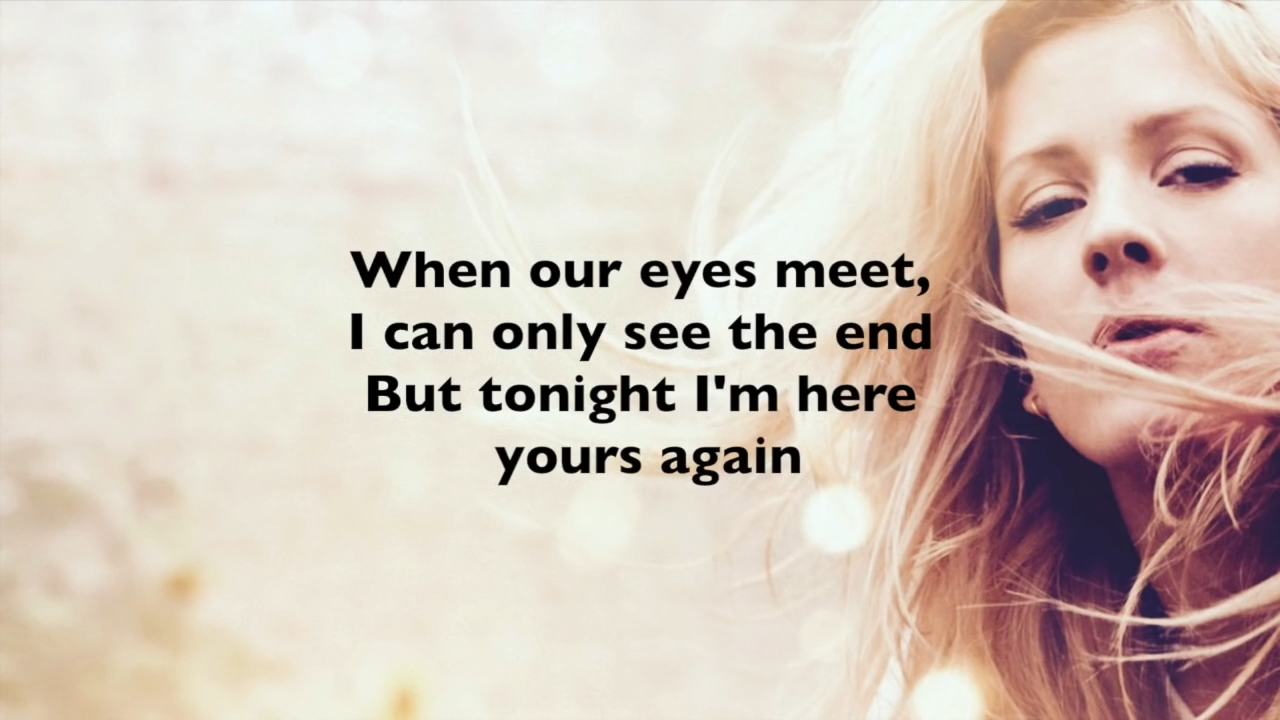 When our eyes meet,
I can only see the end
But tonight I'm here
yours again